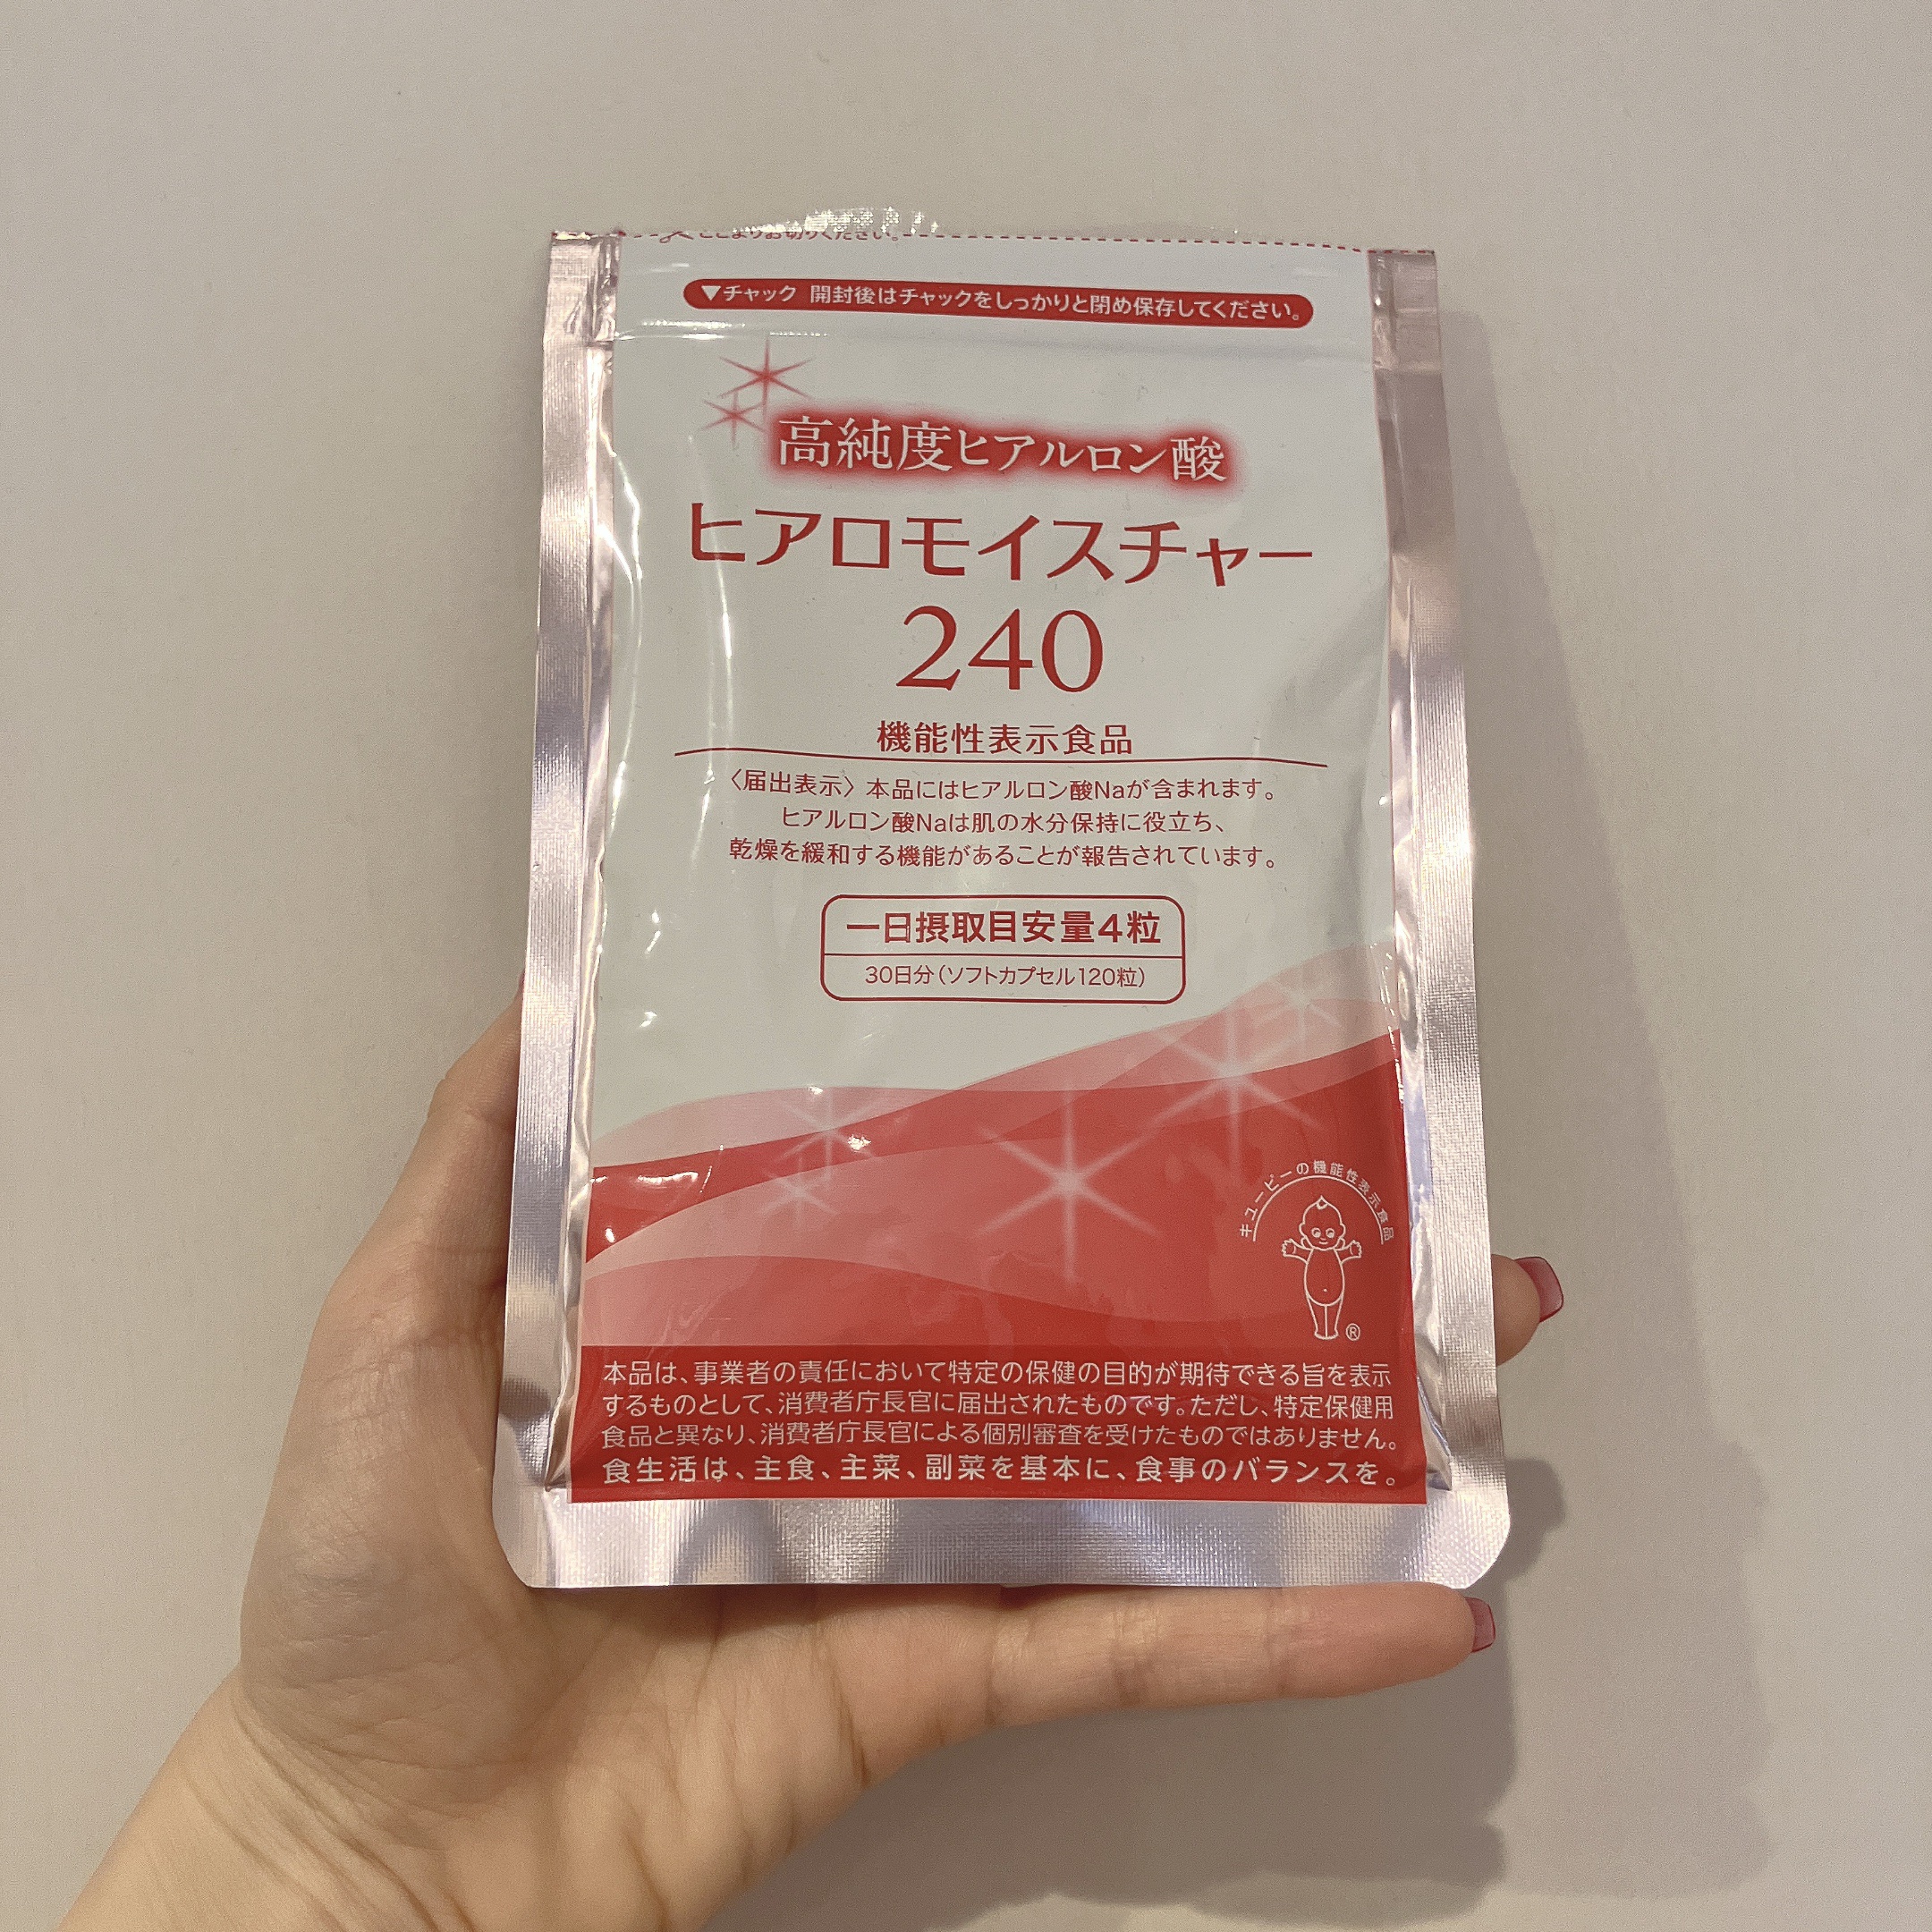 ここよりお切りください。
▼チャック 開封後はチャックをしっかりと閉め保存してください。
高純度ヒアルロン酸
ヒアロモイスチャー
240
機能性表示食品
〈届出表示〉本品にはヒアルロン酸Naが含まれます。
ヒアルロン酸Naは肌の水分保持に役立ち、
乾燥を緩和する機能があることが報告されています。
一日摂取目安量4粒
30日分(ソフトカプセル120粒)
キユーピーの機能性表示食品
®
本品は、事業者の責任において特定の保健の目的が期待できる旨を表示
するものとして、消費者庁長官に届出されたものです。ただし、特定保健用
食品と異なり、消費者庁長官による個別審査を受けたものではありません。
食生活は、主食、主菜、副菜を基本に、食事のバランスを。